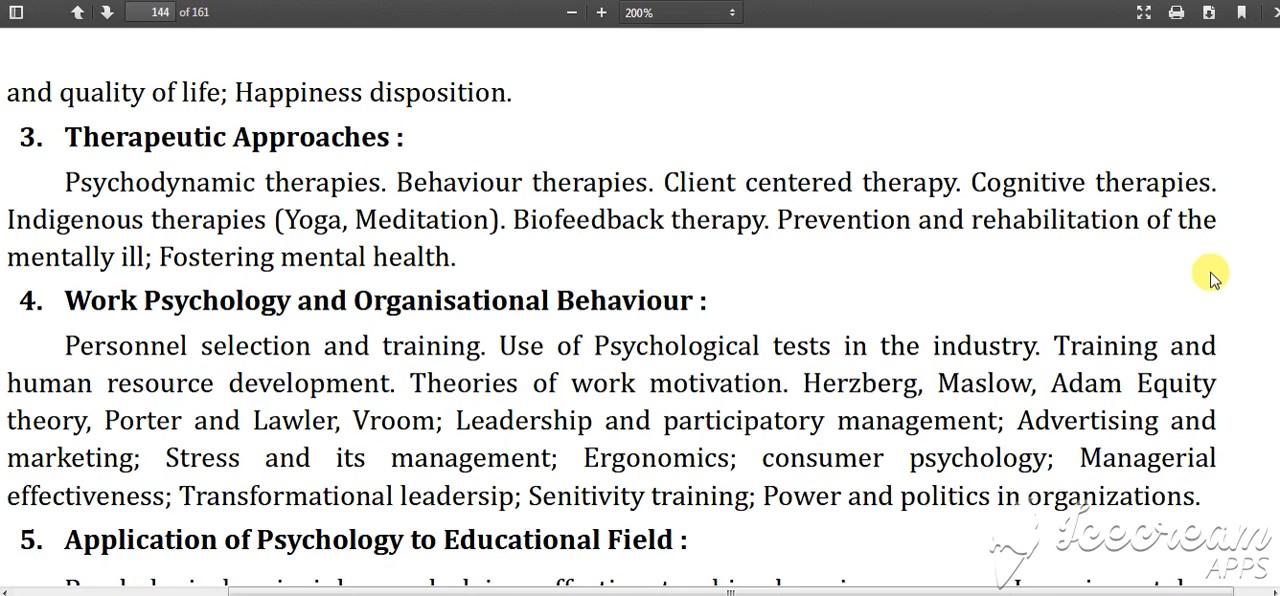 144 of 161
200%
and quality of life; Happiness disposition.
3. Therapeutic Approaches :
Psychodynamic therapies. Behaviour therapies. Client centered therapy. Cognitive therapies.
Indigenous therapies (Yoga, Meditation). Biofeedback therapy. Prevention and rehabilitation of the
mentally ill; Fostering mental health.
4. Work Psychology and Organisational Behaviour :
Personnel selection and training. Use of Psychological tests in the industry. Training and
human resource development. Theories of work motivation. Herzberg, Maslow, Adam Equity
theory, Porter and Lawler, Vroom; Leadership and participatory management; Advertising and
marketing; Stress and its management; Ergonomics; consumer psychology; Managerial
effectiveness; Transformational leadersip; Senitivity training; Power and politics in organizations.
5. Application of Psychology to Educational Field :
Icecream
APPS